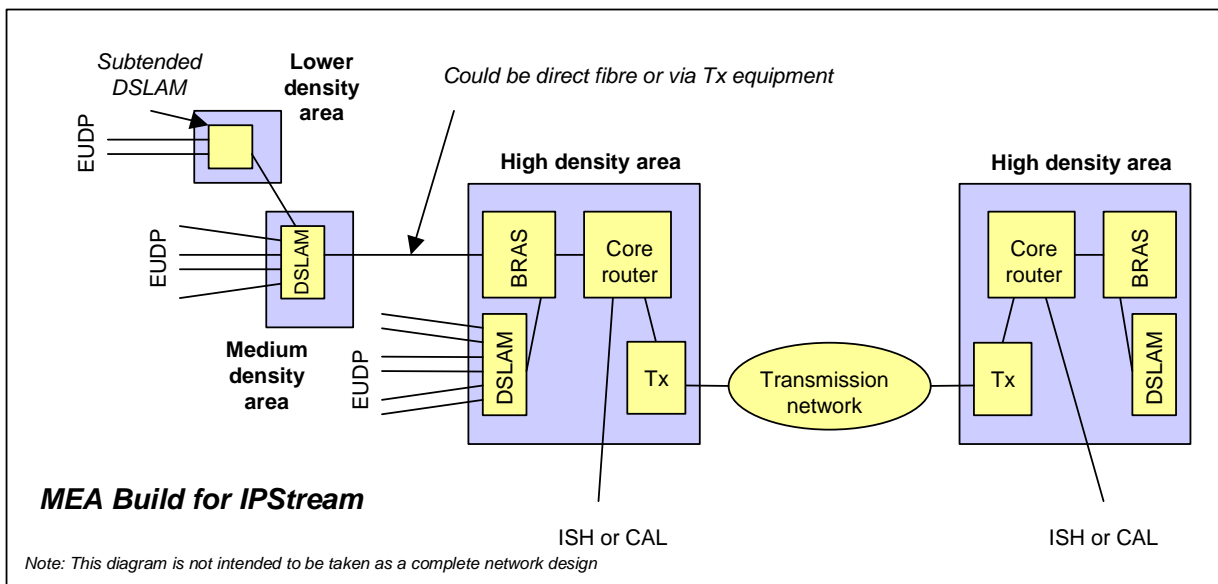 Subtended
DSLAM
Lower
density
area
Could be direct fibre or via Tx equipment
EUDP
High density area
High density area
EUDP
DSLAM
BRAS
Core
router
Core
router
BRAS
Medium
density
area
EUDP
DSLAM
Tx
Transmission
network
Tx
DSLAM
MEA Build for IPStream
ISH or CAL
ISH or CAL
Note: This diagram is not intended to be taken as a complete network design